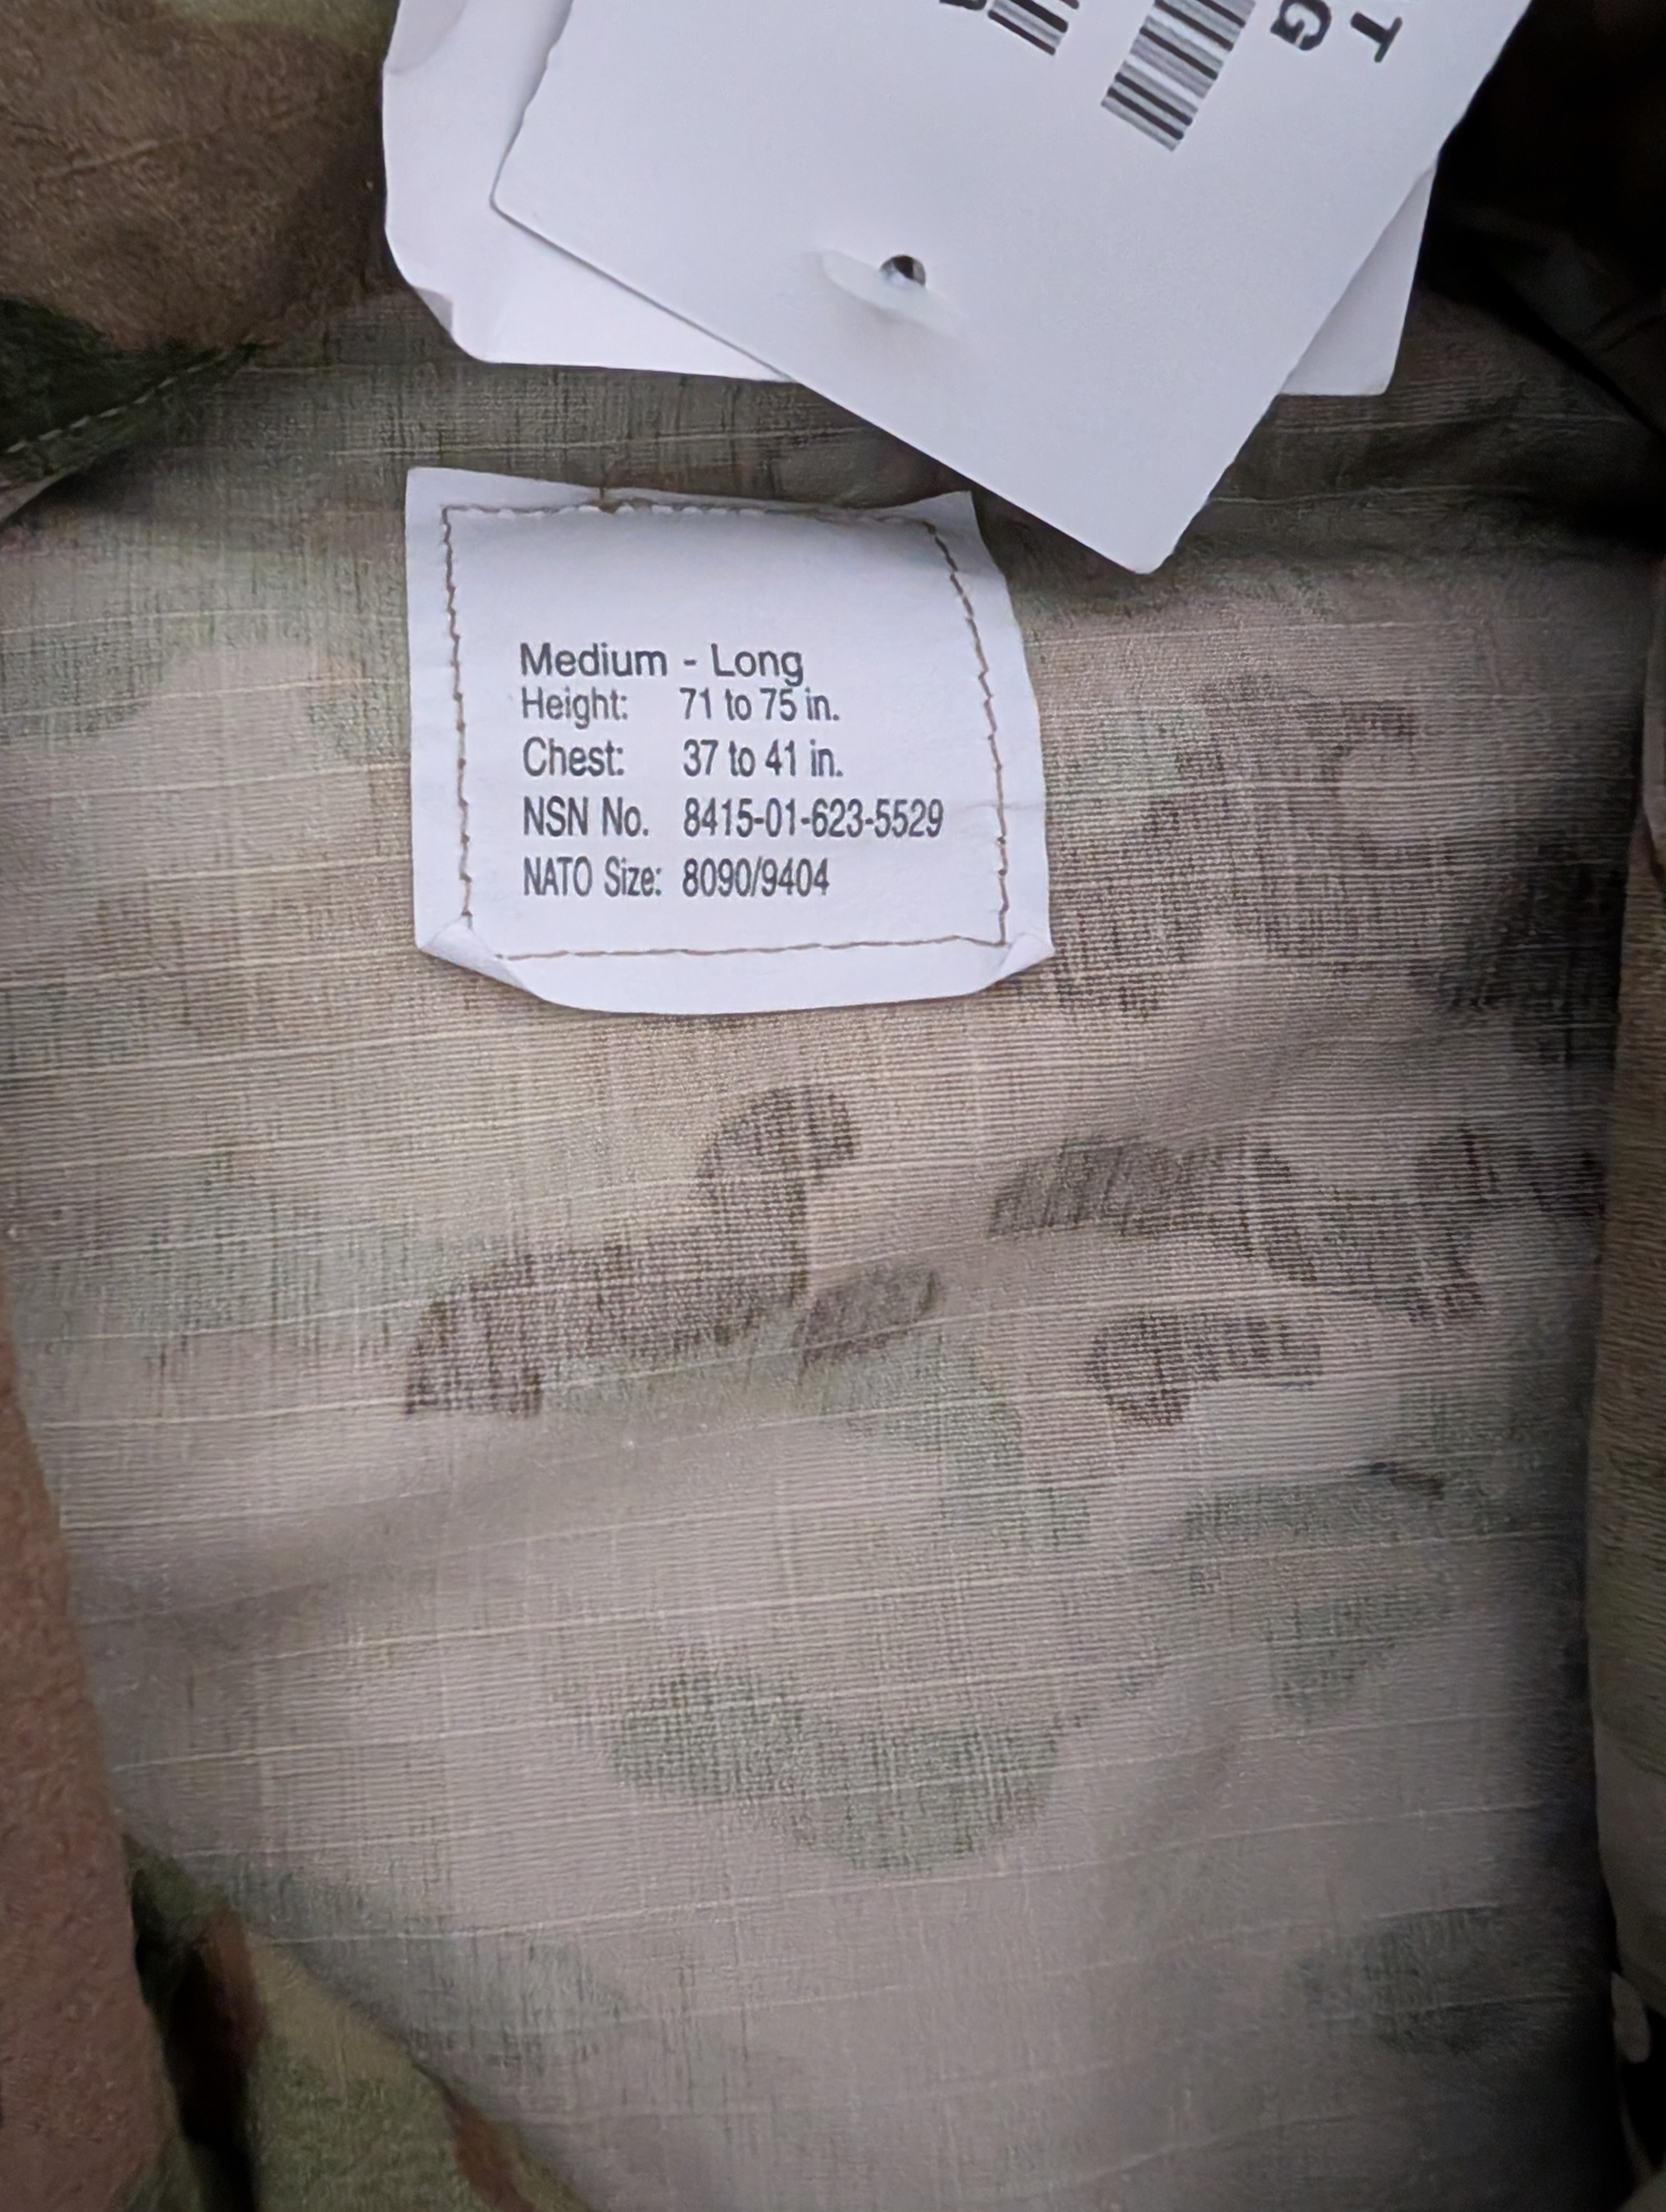 T
G
Medium - Long
Height: 71 to 75 in.
Chest: 37 to 41 in.
NSN No. 8415-01-623-5529
NATO Size: 8090/9404